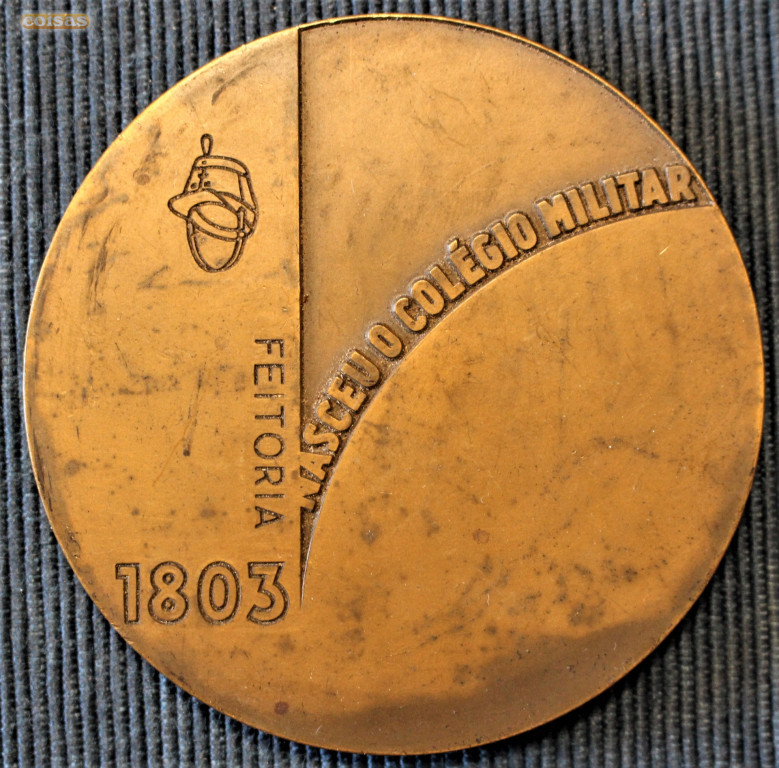 coisas
NASCEU O COLÉGIO MILITAR
FEITORIA
1803